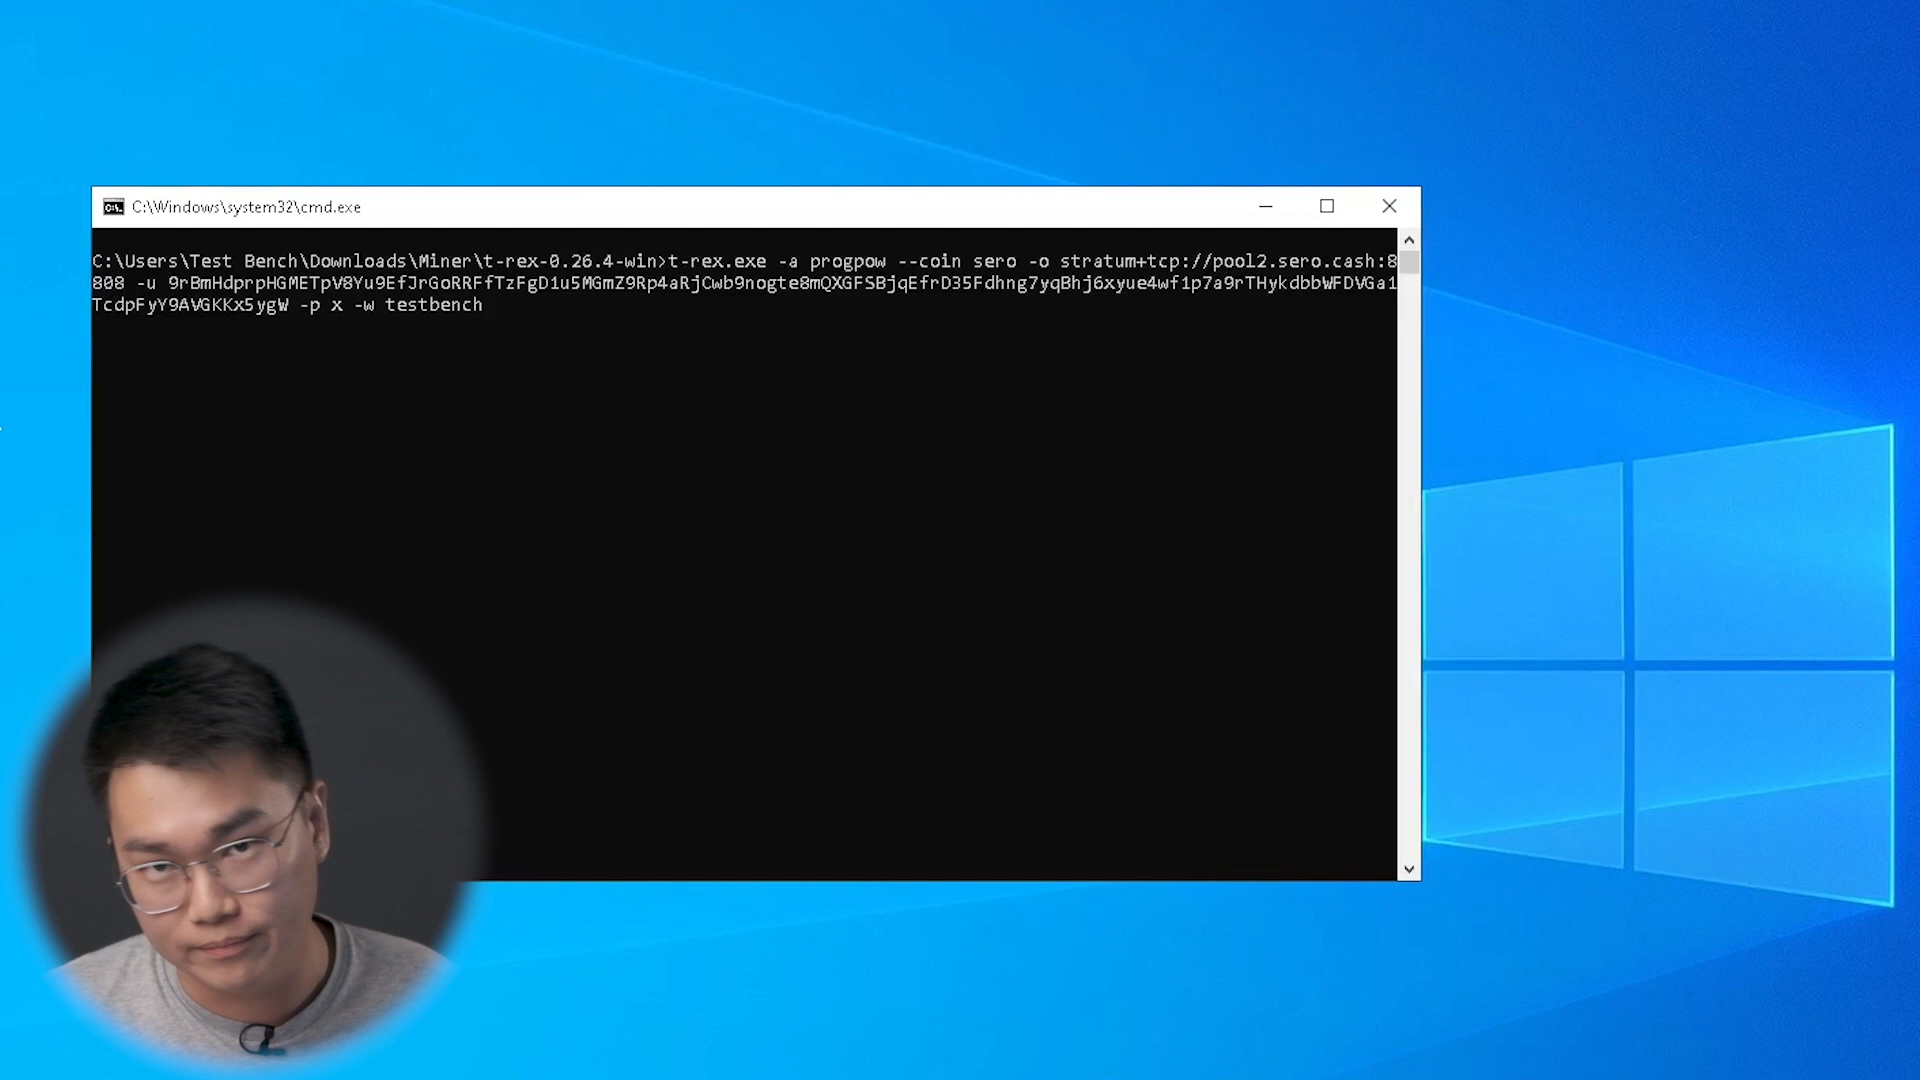 C:\Windows\system32\cmd.exe
C:\Users\Test Bench\Downloads\Miner\t-rex-0.26.4-win>t-rex.exe -a progpow --coin sero -o stratum+tcp://pool2.sero.cash:8
808 -u 9rBmHdprpHGMETpV8Yu9EfJrGoRRFfTzFgD1u5MGmZ9Rp4aRjCwb9nogte8mQXGFSBjqEfrD35Fdhng7yqBhj6xyue4wf1p7a9rTHykdbbWFDVGa1
TcdpFyY9AVGKKx5ygW -p x -w testbench